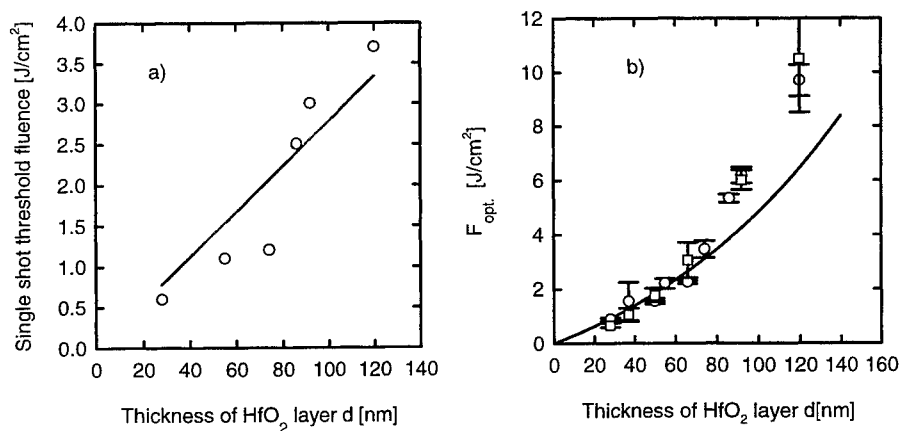 a)
Single shot threshold fluence [J/cm²]
4.0
3.5
3.0
2.5
2.0
1.5
1.0
0.5
0.0
0 20 40 60 80 100 120 140
Thickness of HfO₂ layer d [nm]
b)
F_opt. [J/cm²]
12
10
8
6
4
2
0
0 20 40 60 80 100 120 140 160
Thickness of HfO₂ layer d[nm]